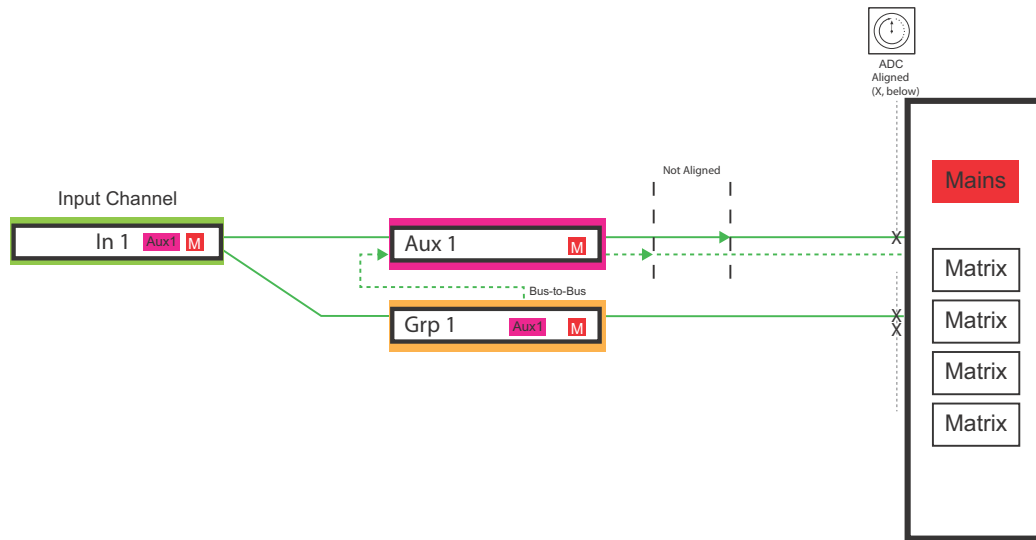 ADC
Aligned
(X, below)
Not Aligned
Mains
Input Channel
In 1 Aux1 M
Aux 1 M
X
Matrix
Bus-to-Bus
Grp 1 Aux1 M
X
X
Matrix
Matrix
Matrix